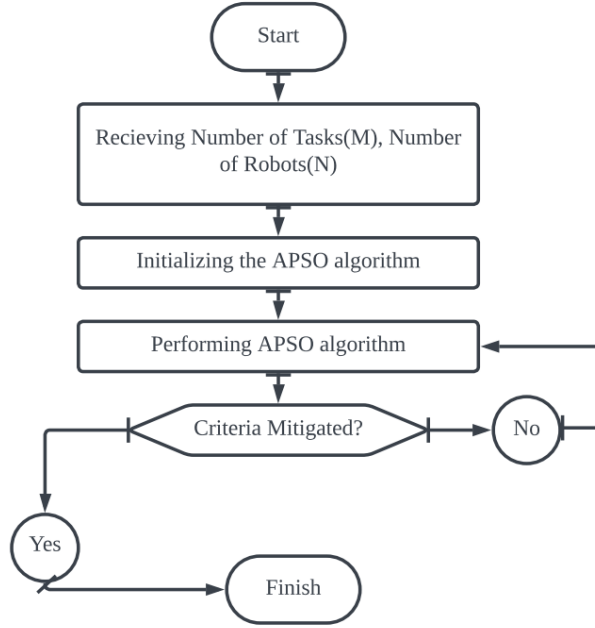 Start
Recieving Number of Tasks(M), Number
of Robots(N)
Initializing the APSO algorithm
Performing APSO algorithm
Criteria Mitigated?
No
Yes
Finish